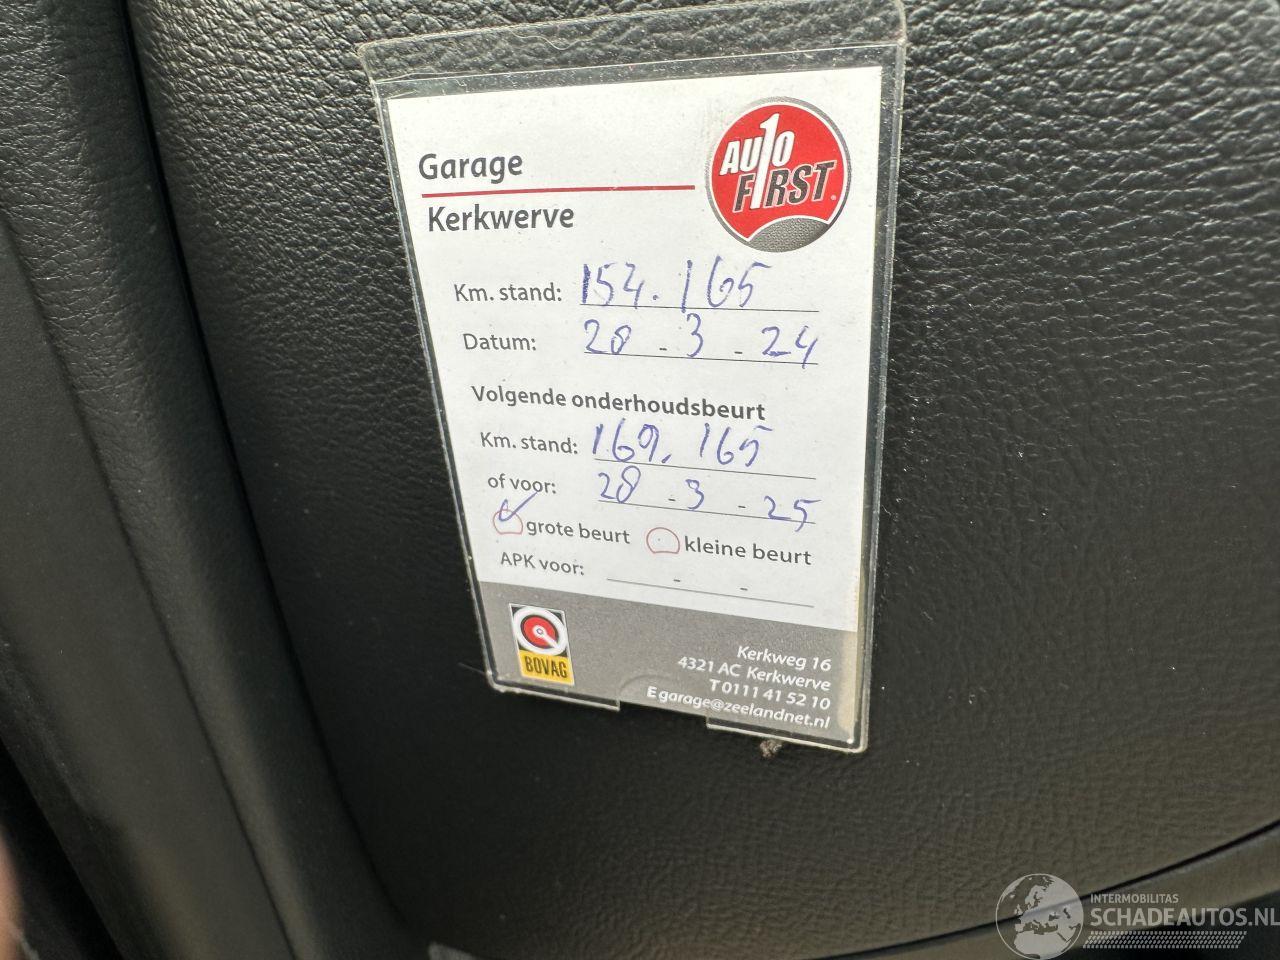 Garage
Kerkwerve
AUTO
FIRST
Km. stand: 154.165
Datum: 28 - 3 - 24
Volgende onderhoudsbeurt
Km. stand: 169.165
of voor: 28 - 3 - 25
grote beurt kleine beurt
APK voor: - -
BOVAG
Kerkweg 16
4321 AC Kerkwerve
T 0111 41 52 10
E garage@zeelandnet.nl
INTERMOBILITAS
SCHADEAUTOS.NL